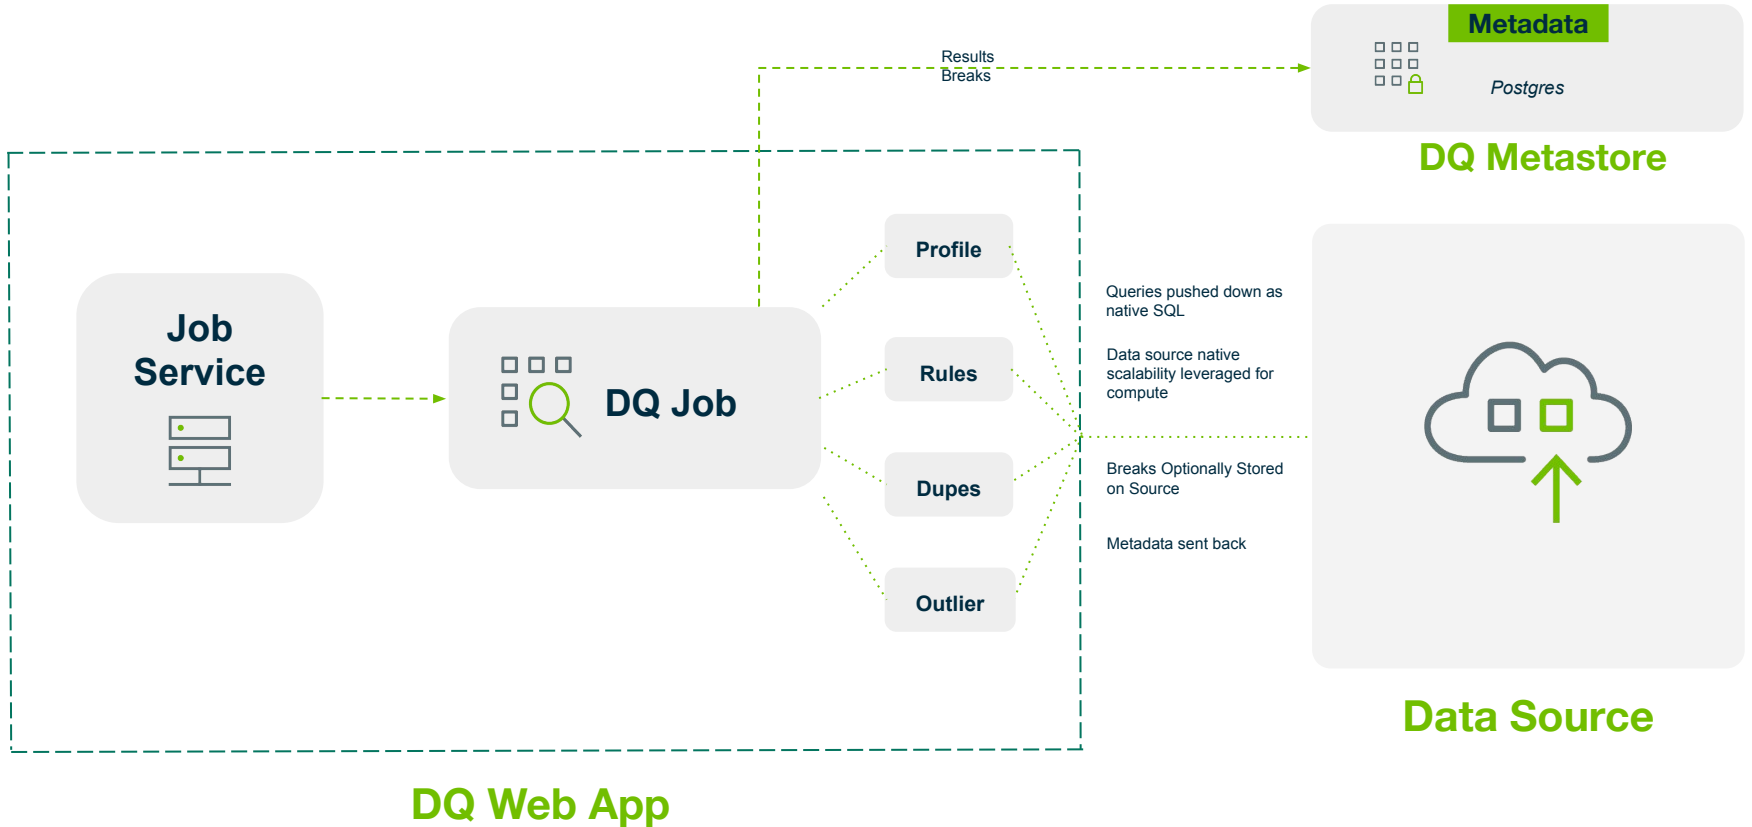 Metadata
Results
Breaks
Postgres
DQ Metastore
Profile
Queries pushed down as
native SQL
Job
Service
Data source native
scalability leveraged for
compute
Rules
DQ Job
Breaks Optionally Stored
on Source
Dupes
Metadata sent back
Outlier
Data Source
DQ Web App